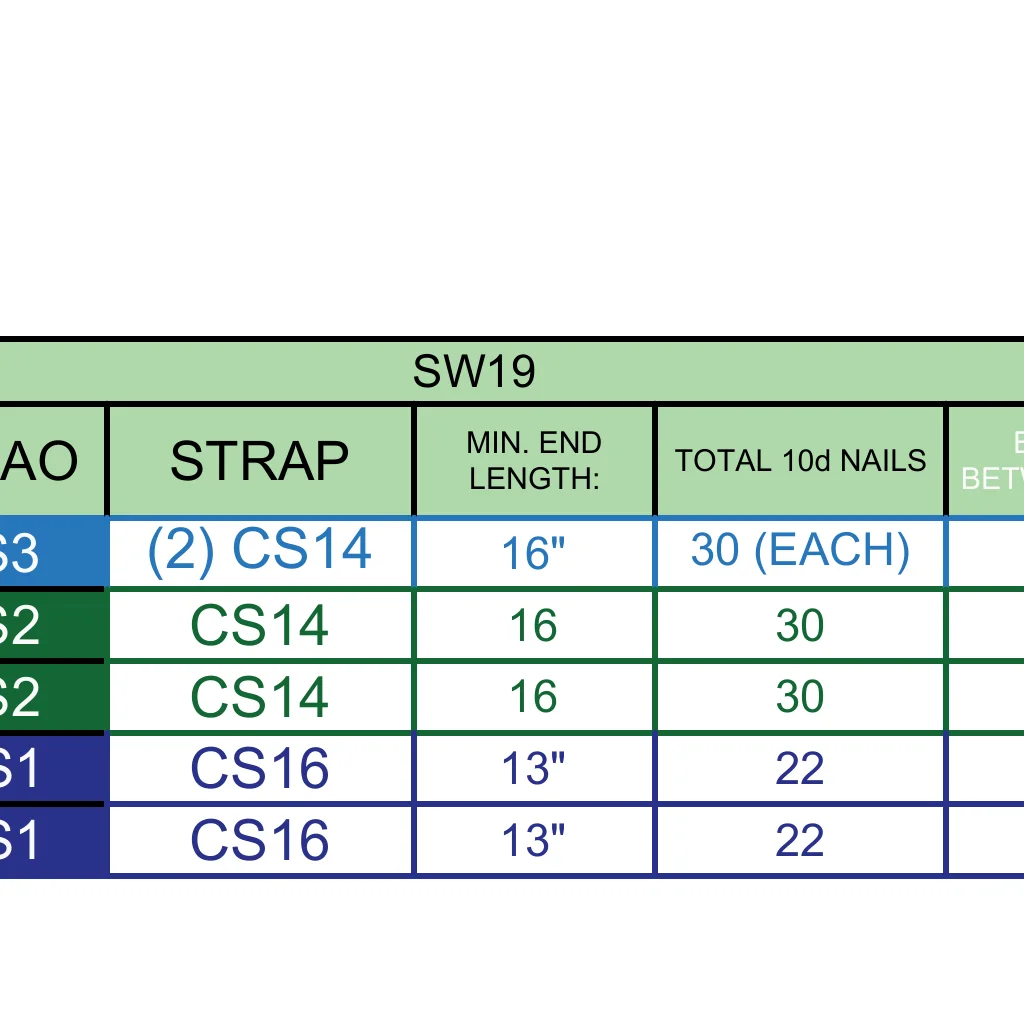 SW19
AO STRAP MIN. END LENGTH: TOTAL 10d NAILS
S3 (2) CS14 16" 30 (EACH)
S2 CS14 16 30
S2 CS14 16 30
S1 CS16 13" 22
S1 CS16 13" 22